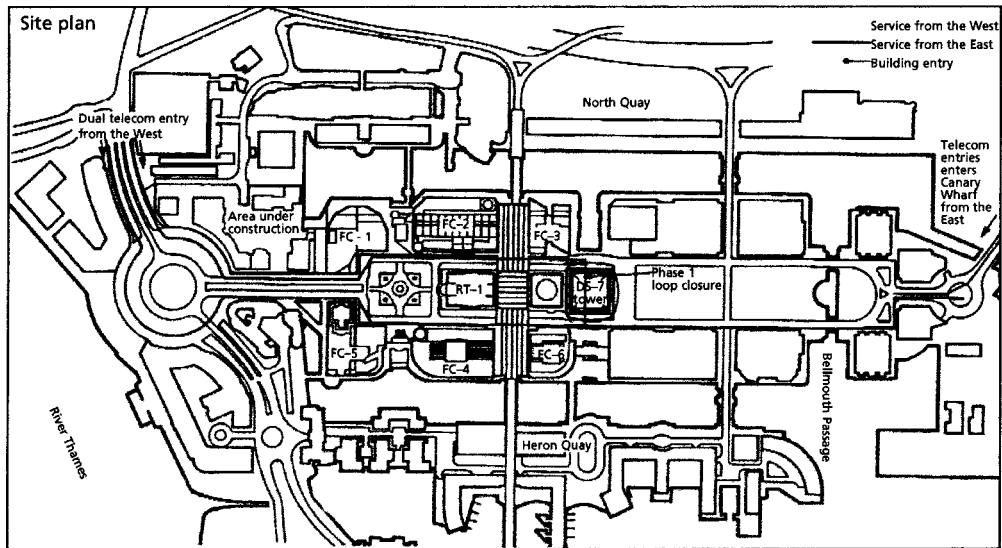 Site plan
Service from the West
Service from the East
Building entry
North Quay
Dual telecom entry
from the West
Telecom
entries
enters
Canary
Wharf
from the
East
Area under
construction
FC - 1
FC-2
FC-3
Phase 1
loop closure
RT-1
DS-7
tower
FC-5
FC-4
FC-6
Bellmouth Passage
River Thames
Heron Quay